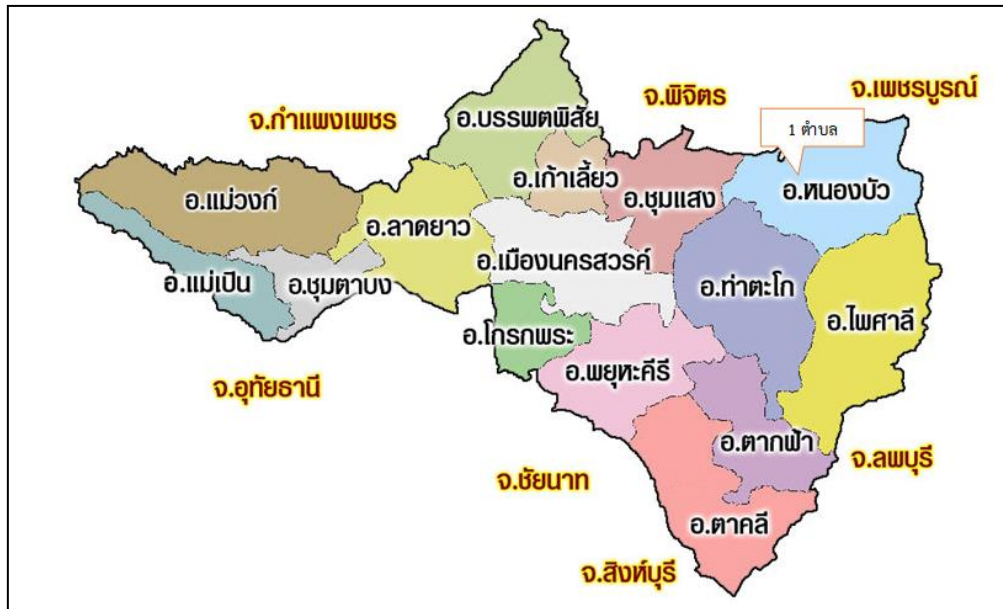 จ.เพชรบูรณ์
จ.พิจิตร
จ.กำแพงเพชร
อ.บรรพตพิสัย
1 ตำบล
อ.เก้าเลี้ยว
อ.หนองบัว
อ.แม่วงก์
อ.ชุมแสง
อ.ลาดยาว
อ.เมืองนครสวรค์
อ.แม่เปิน
อ.ชุมตาบง
อ.ท่าตะโก
อ.ไพศาลี
อ.โกรกพระ
อ.พยุหะคีรี
จ.อุทัยธานี
อ.ตากฟ้า
จ.ลพบุรี
จ.ชัยนาท
อ.ตาคลี
จ.สิงห์บุรี